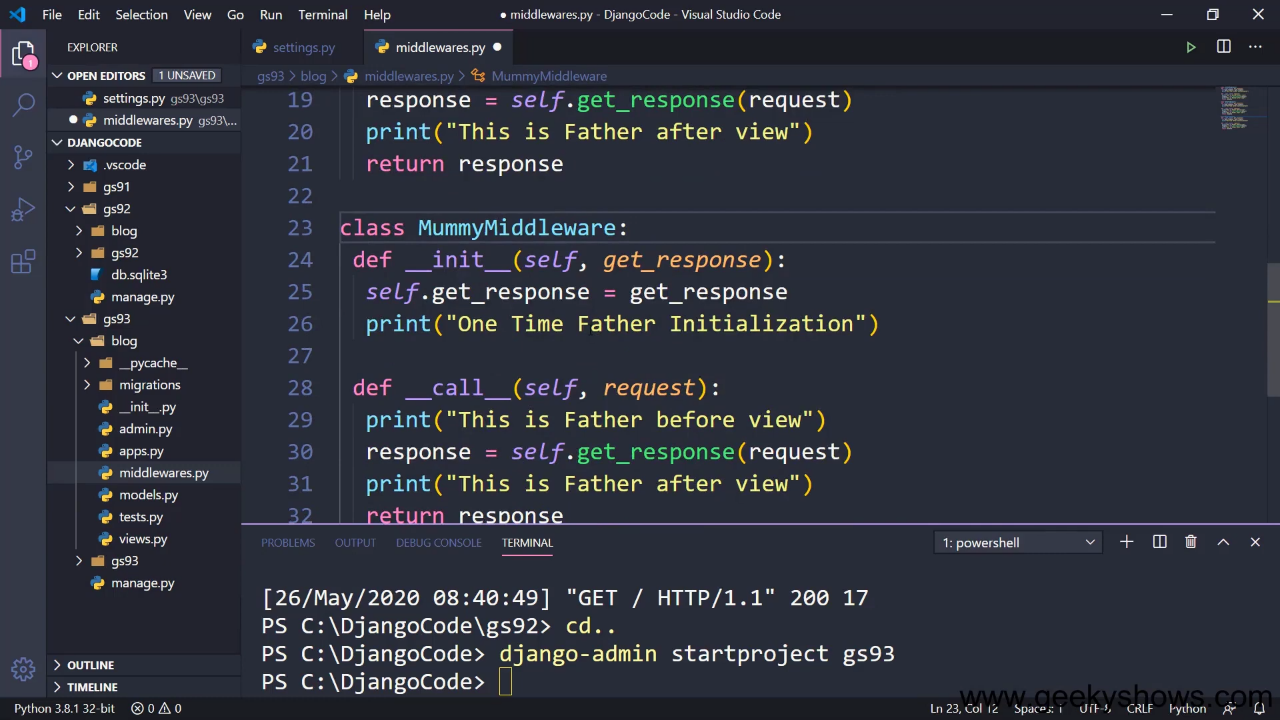 File Edit Selection View Go Run Terminal Help
● middlewares.py - DjangoCode - Visual Studio Code
EXPLORER
settings.py
middlewares.py
OPEN EDITORS 1 UNSAVED
settings.py gs93\gs93
middlewares.py gs93\...
gs93 > blog > middlewares.py > MummyMiddleware
DJANGOCODE
.vscode
gs91
gs92
blog
gs92
db.sqlite3
manage.py
gs93
blog
__pycache__
migrations
__init__.py
admin.py
apps.py
middlewares.py
models.py
tests.py
views.py
gs93
manage.py
OUTLINE
TIMELINE
19 response = self.get_response(request)
20 print("This is Father after view")
21 return response
22
23 class MummyMiddleware:
24 def __init__(self, get_response):
25 self.get_response = get_response
26 print("One Time Father Initialization")
27
28 def __call__(self, request):
29 print("This is Father before view")
30 response = self.get_response(request)
31 print("This is Father after view")
32 return response
PROBLEMS OUTPUT DEBUG CONSOLE TERMINAL
1: powershell
[26/May/2020 08:40:49] "GET / HTTP/1.1" 200 17
PS C:\DjangoCode\gs92> cd..
PS C:\DjangoCode> django-admin startproject gs93
PS C:\DjangoCode>
www.geekyshows.com
Python 3.8.1 32-bit 0 0
Ln 23, Col 12 Spaces: 1 UTF-8 CRLF Python
1